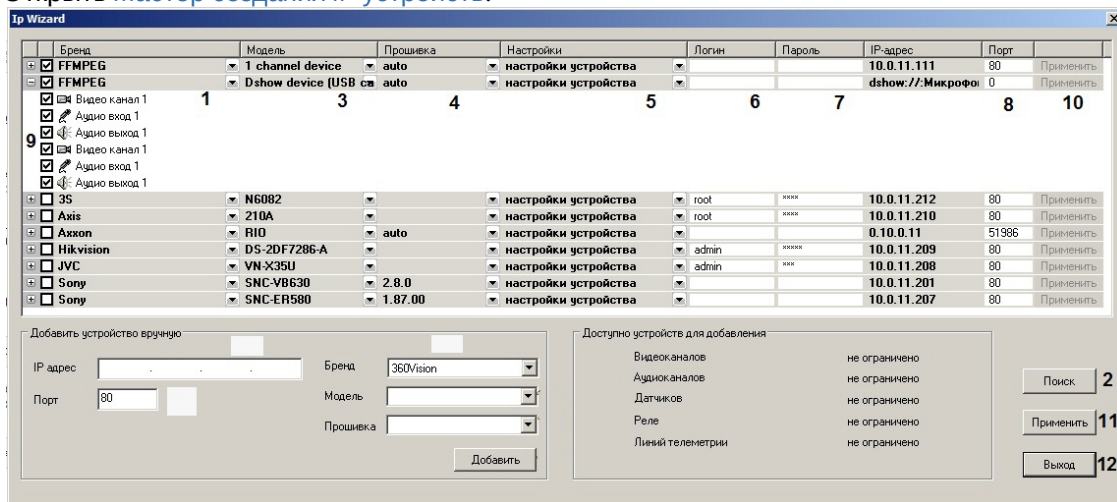 Открыть Мастер создания IP-устройств.
Ip Wizard
Бренд Модель Прошивка Настройки Логин Пароль IP-адрес Порт
FFMPEG 1 channel device auto настройки устройства 10.0.11.111 80 Применить
FFMPEG Dshow device (USB ca auto настройки устройства dshow://:Микрофо 0 Применить
Видео канал 1 1 3 4 5 6 7 8 10
Аудио вход 1
Аудио выход 1
9 Видео канал 1
Аудио вход 1
Аудио выход 1
3S N6082 настройки устройства root **** 10.0.11.212 80 Применить
Axis 210A настройки устройства root **** 10.0.11.210 80 Применить
Axxon RIO auto настройки устройства 0.10.0.11 51986 Применить
Hikvision DS-2DF7286-A настройки устройства admin ***** 10.0.11.209 80 Применить
JVC VN-X35U настройки устройства admin *** 10.0.11.208 80 Применить
Sony SNC-VB630 2.8.0 настройки устройства 10.0.11.201 80 Применить
Sony SNC-ER580 1.87.00 настройки устройства 10.0.11.207 80 Применить
Добавить устройство вручную
IP адрес . . . Бренд 360Vision
Порт 80 Модель
Прошивка
Добавить
Доступно устройств для добавления
Видеоканалов не ограничено
Аудиоканалов не ограничено
Датчиков не ограничено
Реле не ограничено
Линий телеметрии не ограничено
Поиск 2
Применить 11
Выход 12